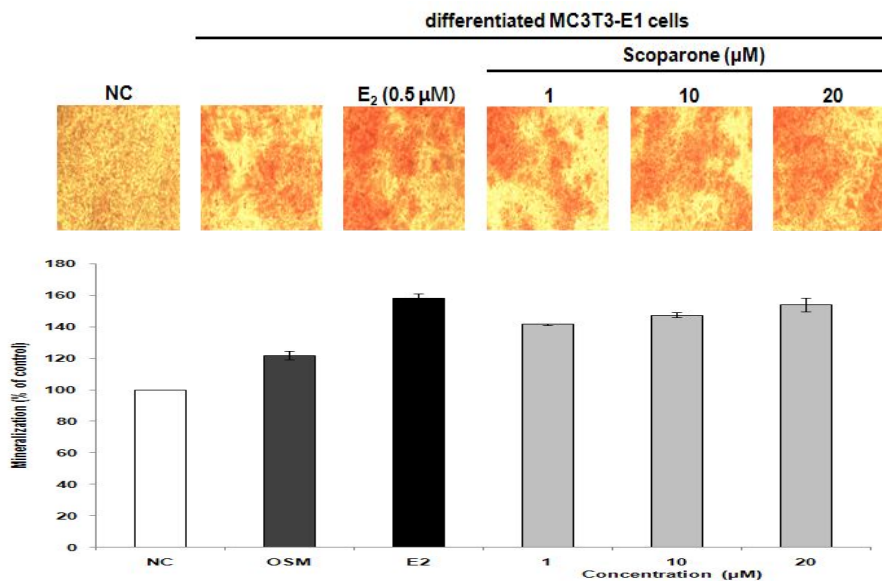 differentiated MC3T3-E1 cells
Scoparone (µM)
NC E₂ (0.5 µM) 1 10 20
180
160
140
120
100
80
60
40
20
0
Mineralization (% of control)
NC OSM E2 1 10 20
Concentration (µM)